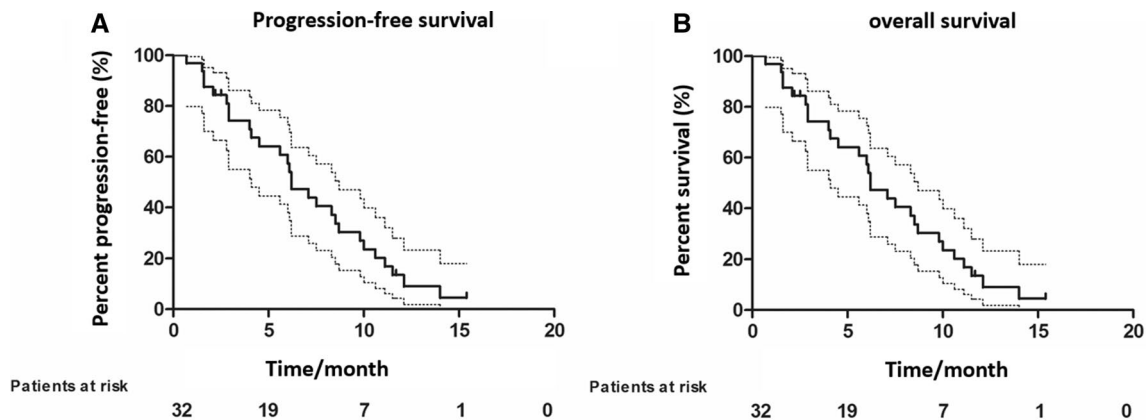 A
Progression-free survival
Percent progression-free (%)
100
80
60
40
20
0
0 5 10 15 20
Time/month
Patients at risk
32 19 7 1 0
B
overall survival
Percent survival (%)
100
80
60
40
20
0
0 5 10 15 20
Time/month
Patients at risk
32 19 7 1 0